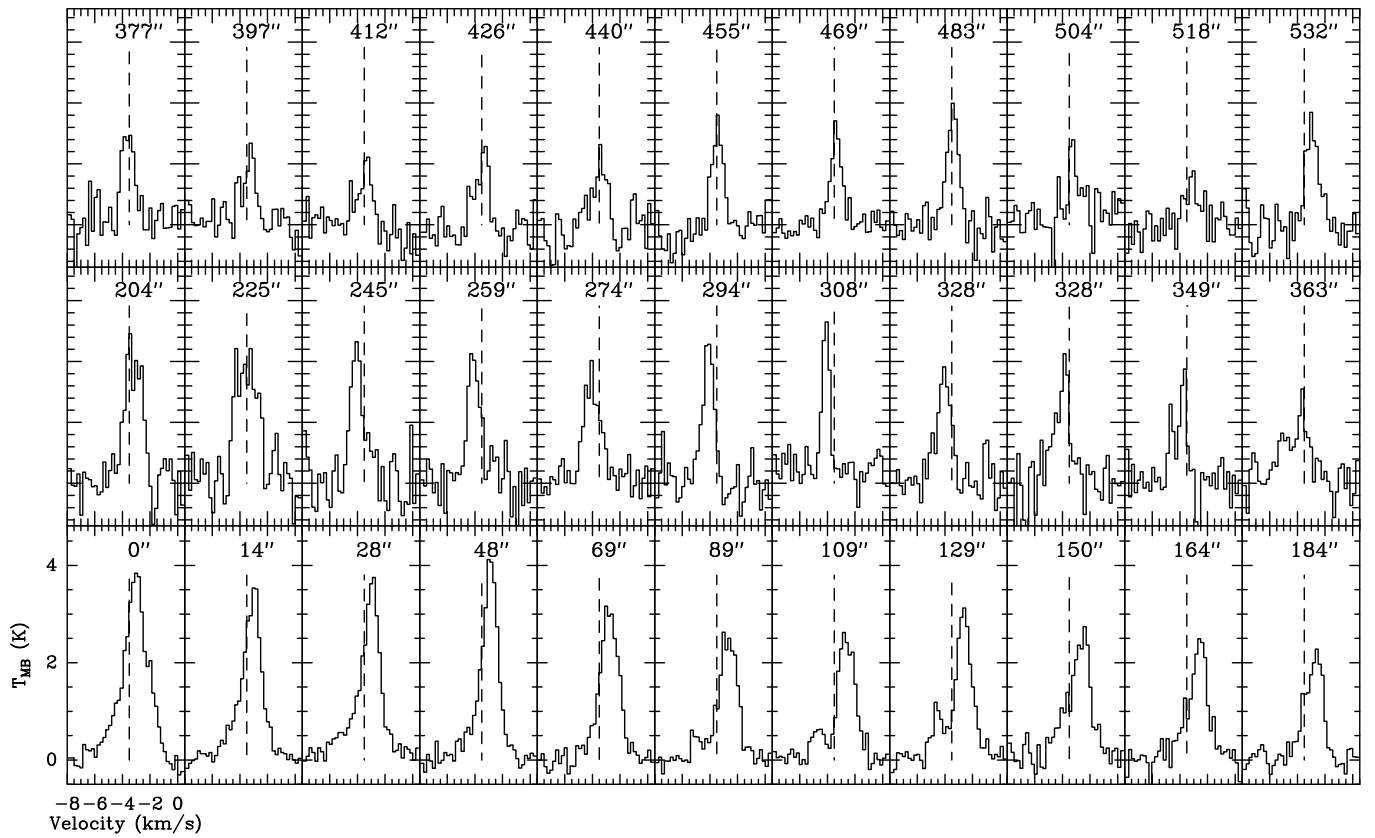 377″ 397″ 412″ 426″ 440″ 455″ 469″ 483″ 504″ 518″ 532″
204″ 225″ 245″ 259″ 274″ 294″ 308″ 328″ 328″ 349″ 363″
0″ 14″ 28″ 48″ 69″ 89″ 109″ 129″ 150″ 164″ 184″
4
2
0
T_MB (K)
−8 −6 −4 −2 0
Velocity (km/s)